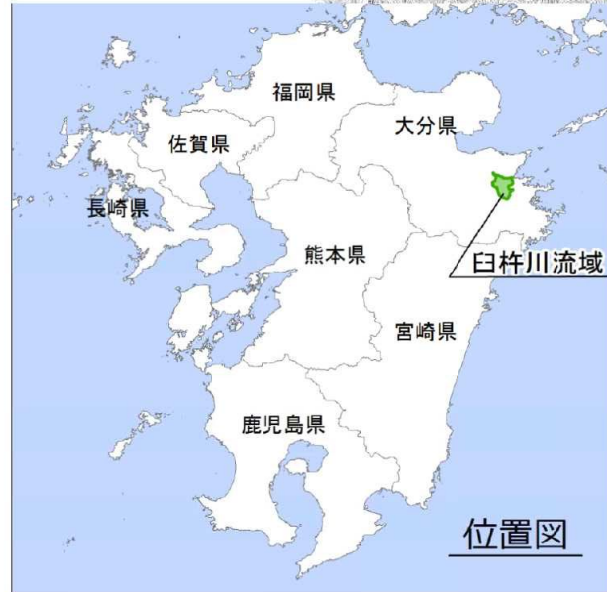 福岡県
大分県
佐賀県
長崎県
熊本県
臼杵川流域
宮崎県
鹿児島県
位置図